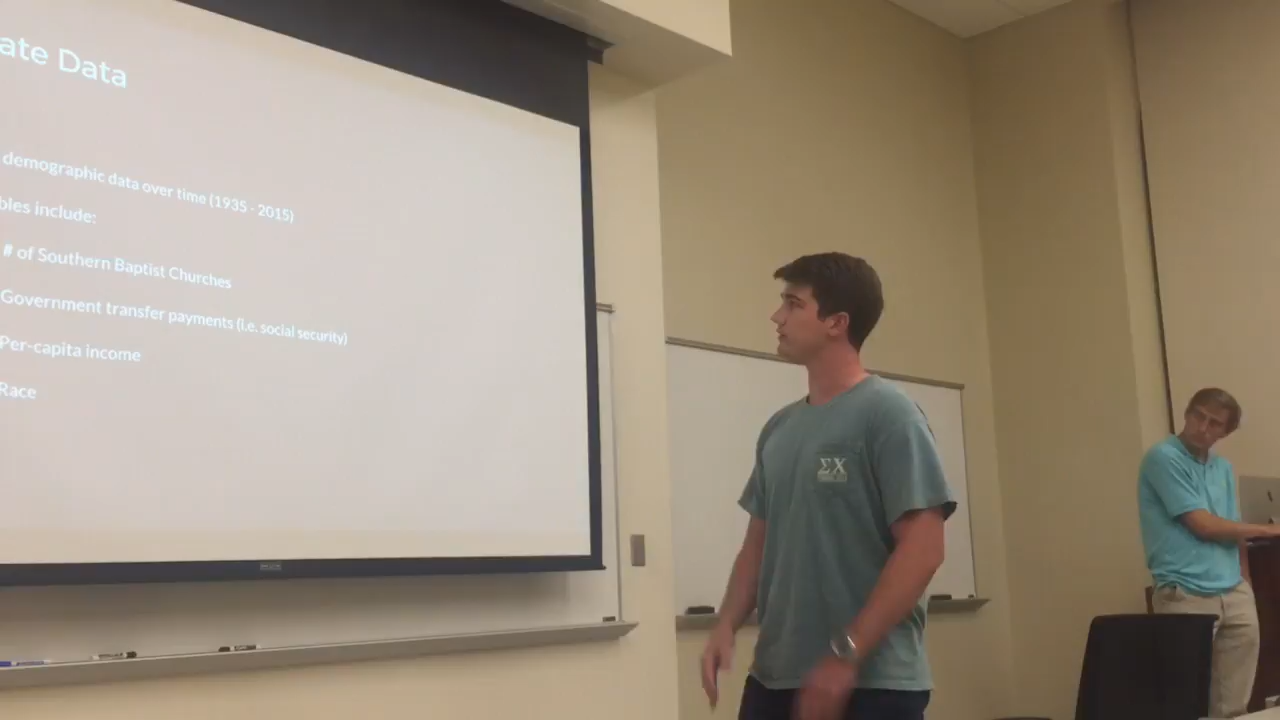 ate Data
demographic data over time (1935 - 2015)
bles include:
# of Southern Baptist Churches
Government transfer payments (i.e. social security)
Per-capita income
Race
ΣΧ